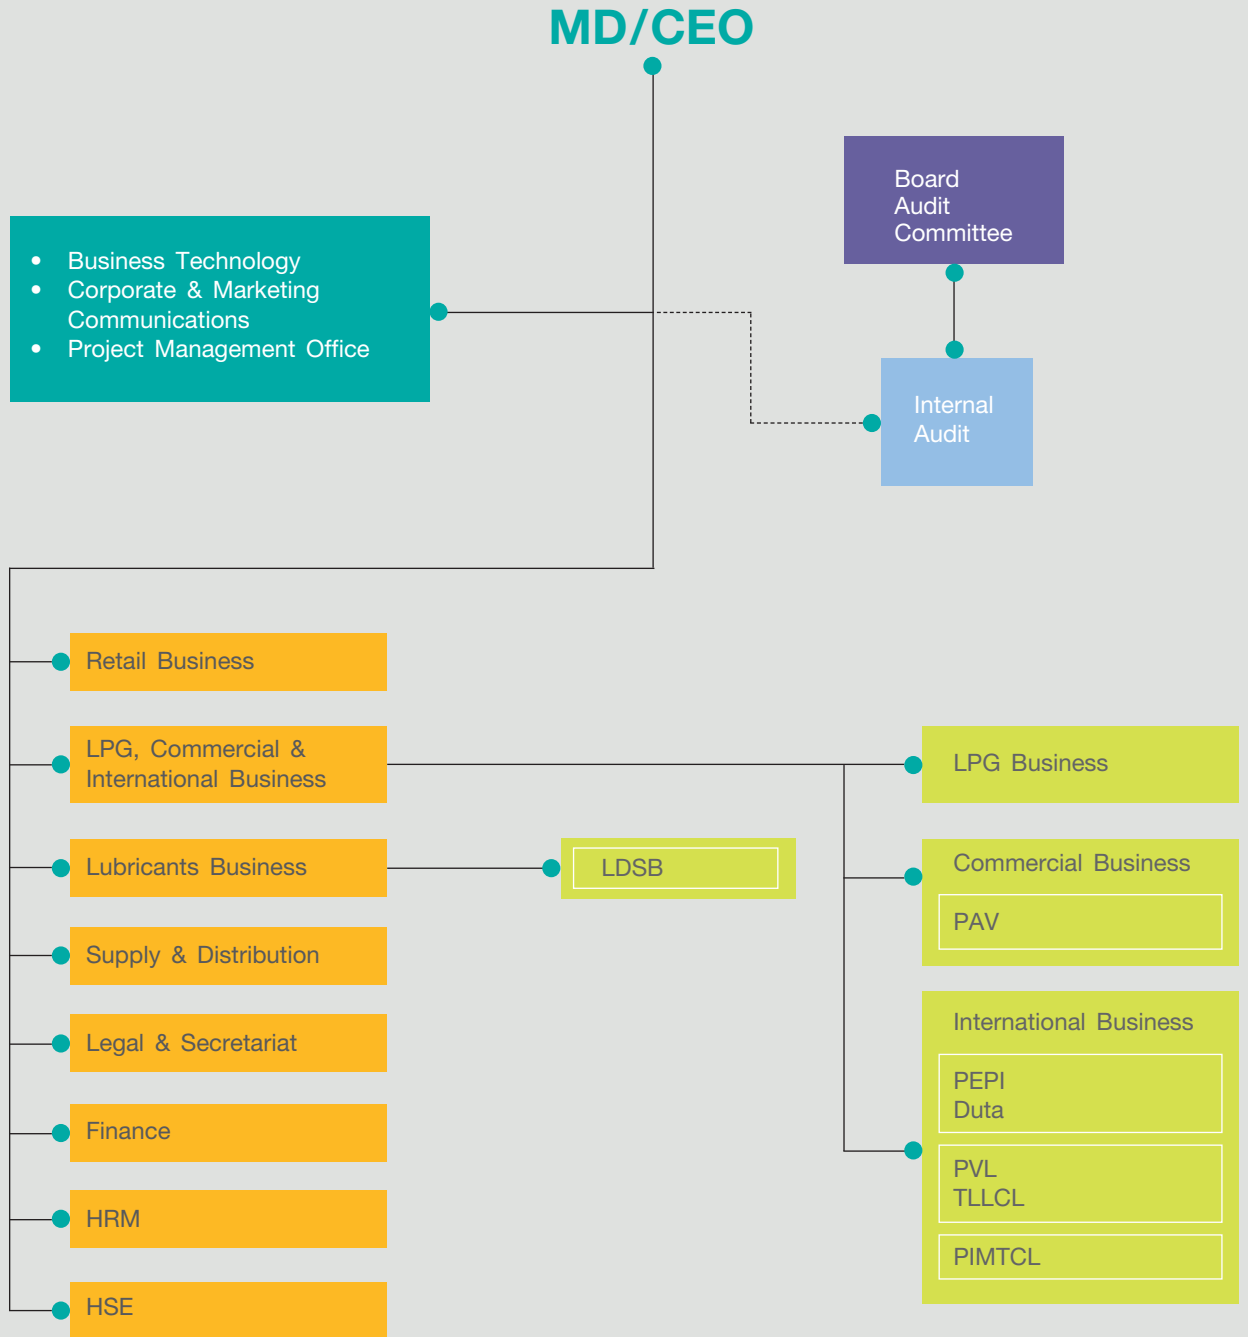 MD/CEO
Board
Audit
Committee
• Business Technology
• Corporate & Marketing
Communications
• Project Management Office
Internal
Audit
Retail Business
LPG, Commercial &
International Business
Lubricants Business
Supply & Distribution
Legal & Secretariat
Finance
HRM
HSE
LDSB
LPG Business
Commercial Business
PAV
International Business
PEPI
Duta
PVL
TLLCL
PIMTCL